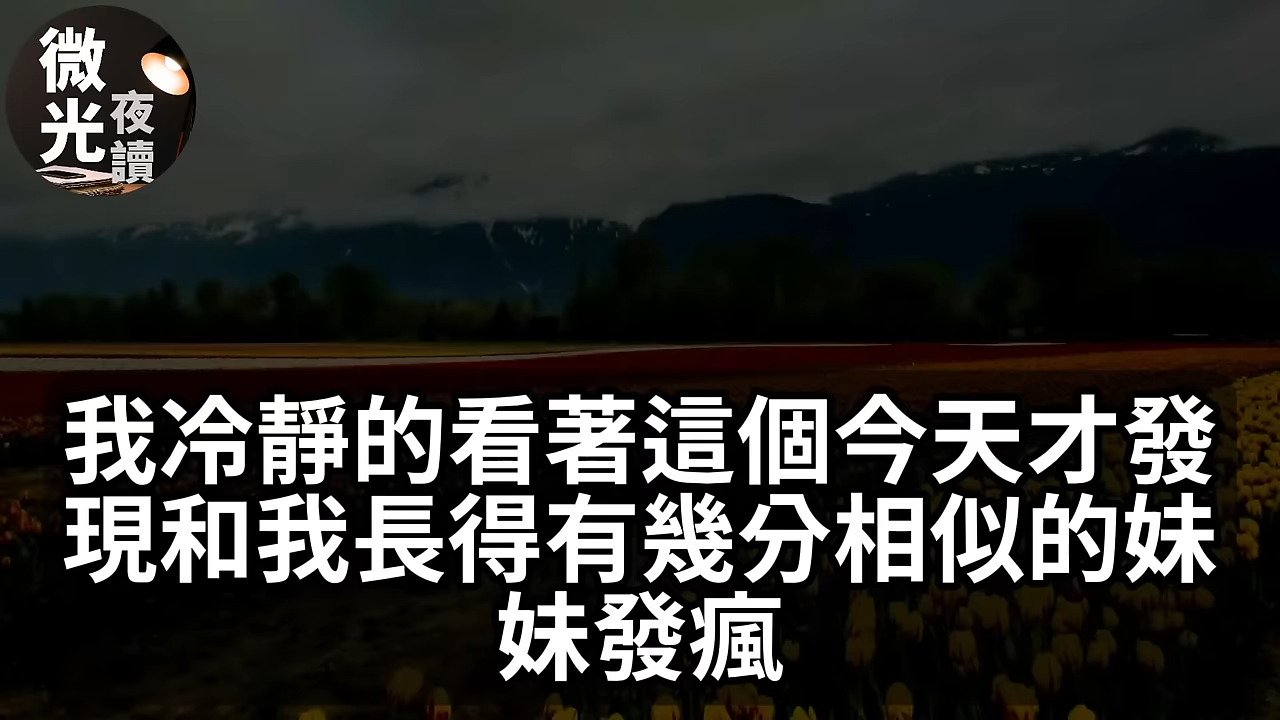 微光
夜讀
我冷靜的看著這個今天才發
現和我長得有幾分相似的妹
妹發瘋